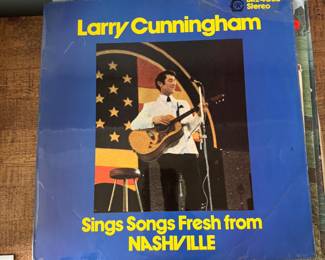 Larry Cunningham
Stereo
Sings Songs Fresh from
NASHVILLE